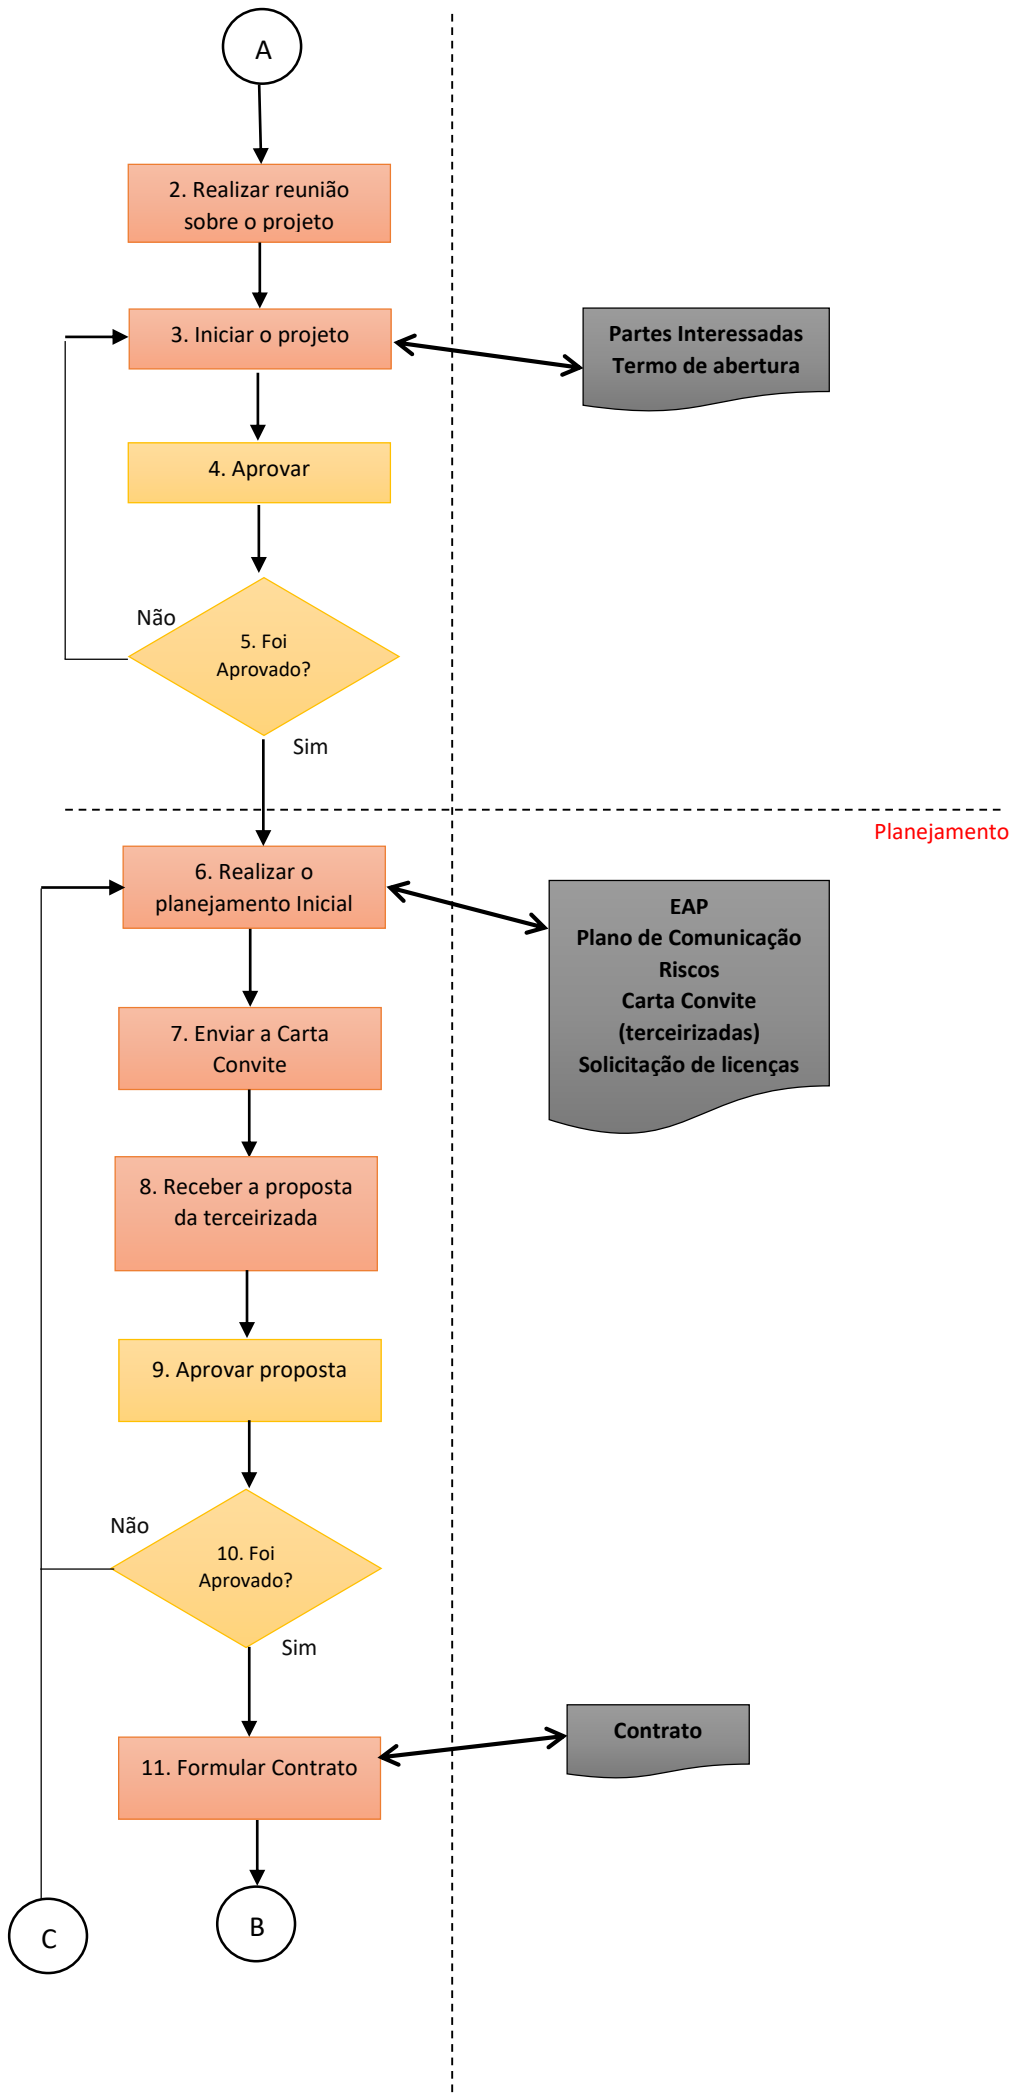 A
2. Realizar reunião
sobre o projeto
3. Iniciar o projeto
Partes Interessadas
Termo de abertura
4. Aprovar
Não
5. Foi
Aprovado?
Sim
Planejamento
6. Realizar o
planejamento Inicial
EAP
Plano de Comunicação
Riscos
Carta Convite
(terceirizadas)
Solicitação de licenças
7. Enviar a Carta
Convite
8. Receber a proposta
da terceirizada
9. Aprovar proposta
Não
10. Foi
Aprovado?
Sim
Contrato
11. Formular Contrato
B
C